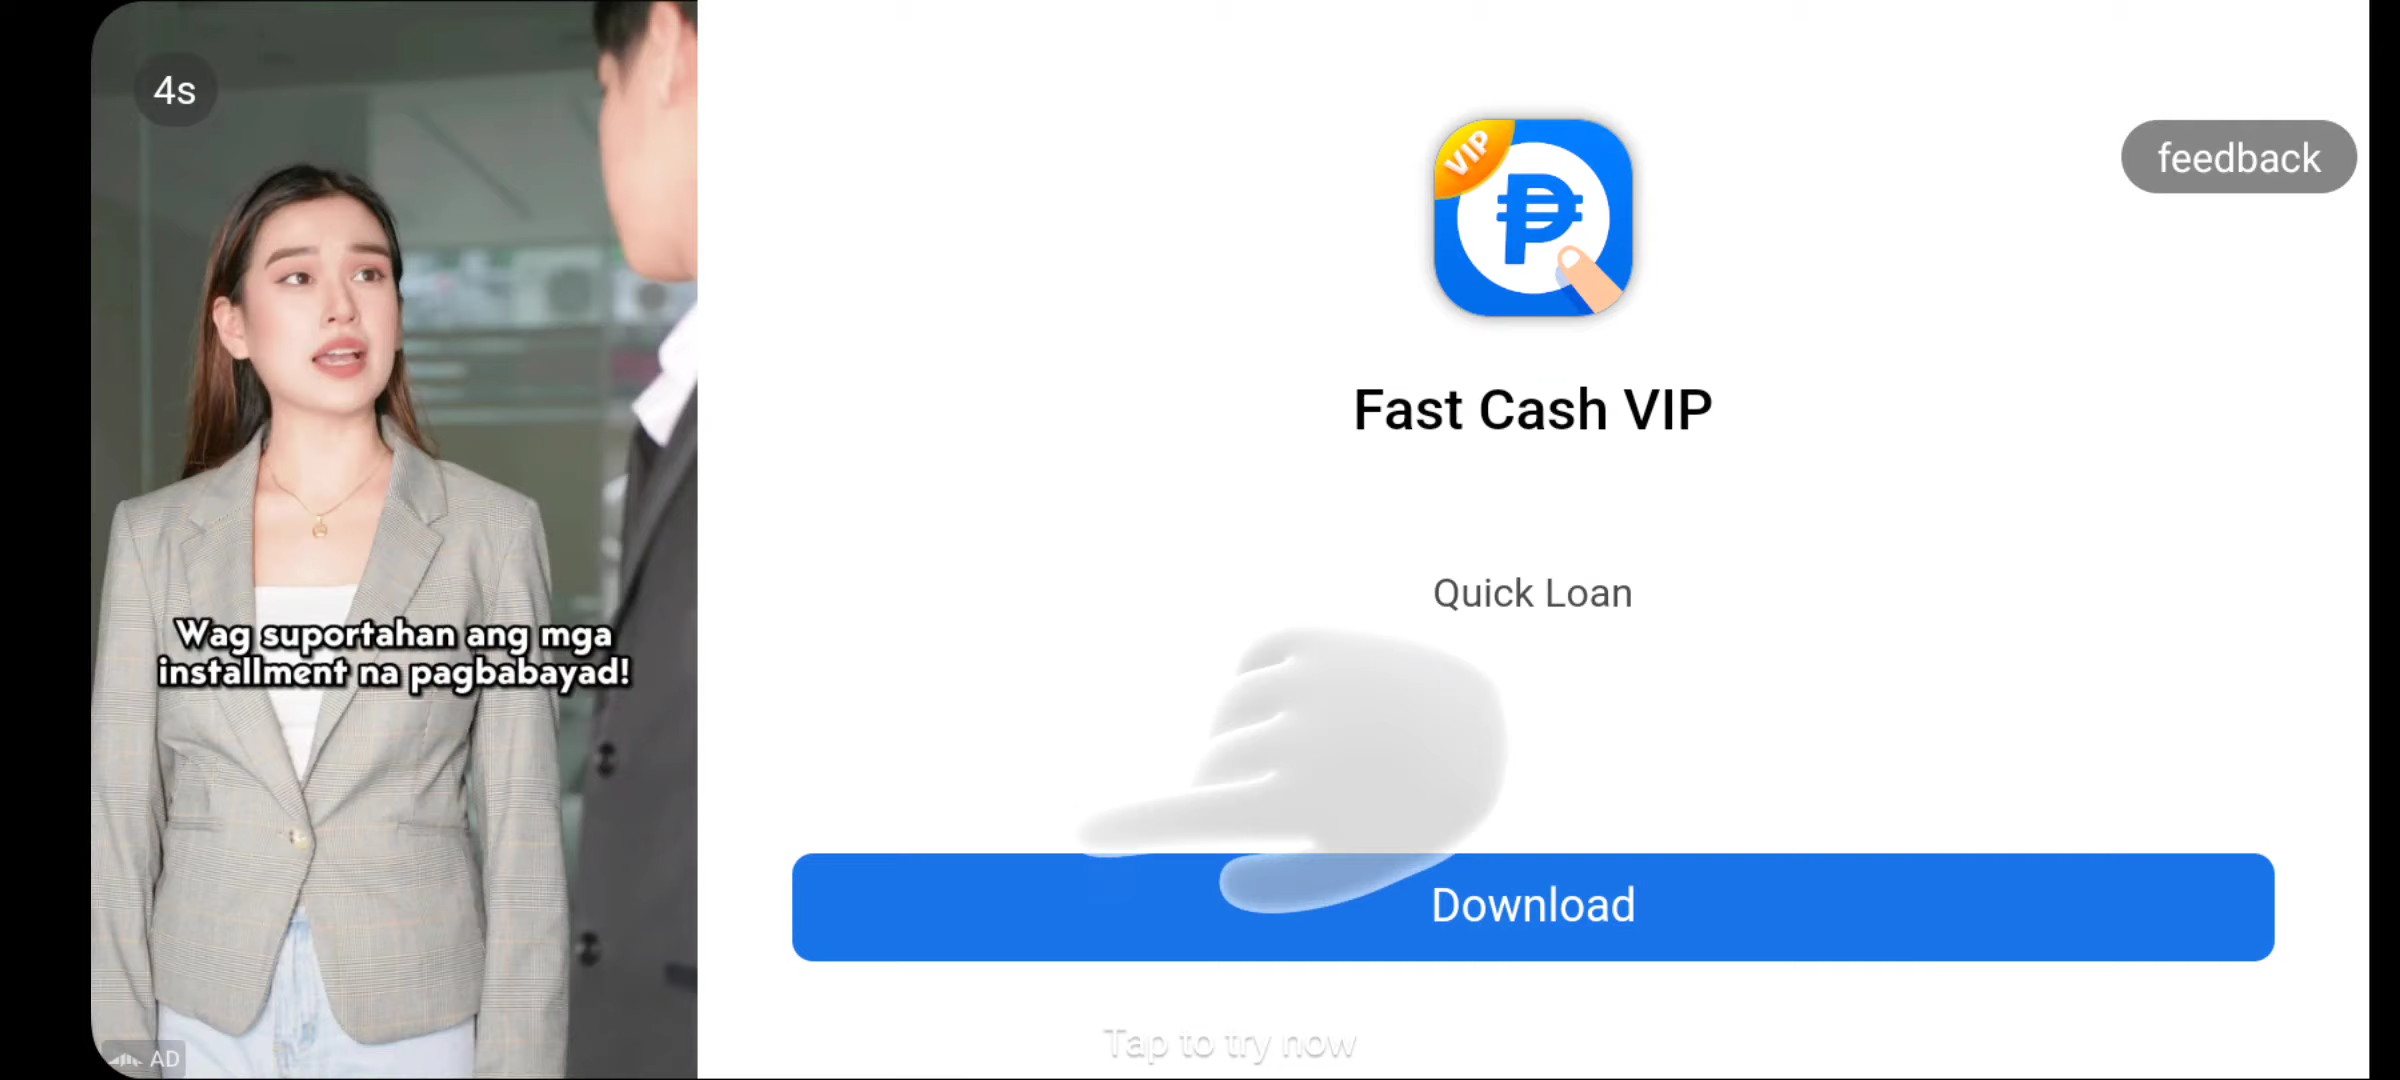 4s
Wag suportahan ang mga
installment na pagbabayad!
AD
VIP
feedback
Fast Cash VIP
Quick Loan
Download
Tap to try now